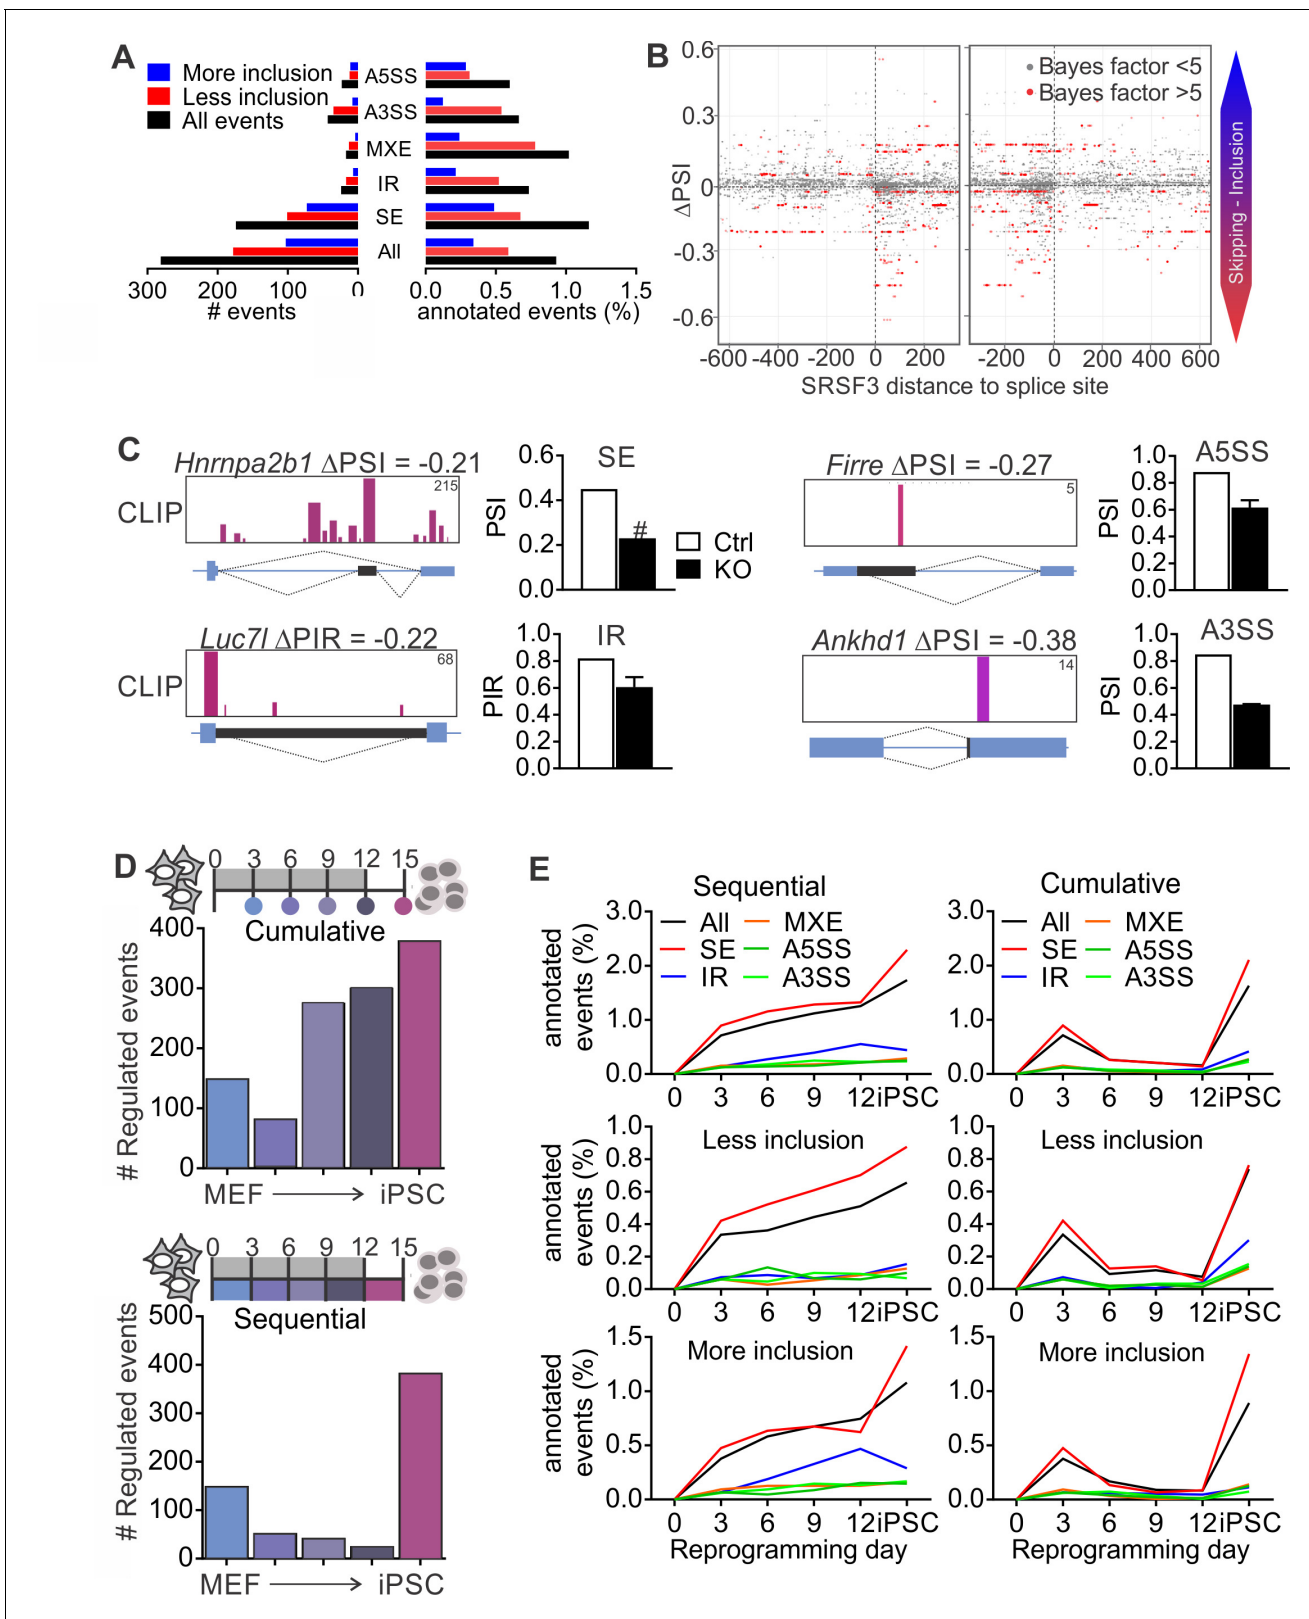 A
More inclusion
Less inclusion
All events
A5SS
A3SS
MXE
IR
SE
All
300 200 100 0
# events
0.0 0.5 1.0 1.5
annotated events (%)
B
Bayes factor <5
Bayes factor >5
0.6
0.3
0
-0.3
-0.6
ΔPSI
-600 -400 -200 0 200
-200 0 200 400 600
SRSF3 distance to splice site
Skipping - Inclusion
C
Hnrnpa2b1 ΔPSI = -0.21
215
CLIP
SE
PSI
0.6
0.4
0.2
0.0
#
Ctrl
KO
Firre ΔPSI = -0.27
5
A5SS
PSI
1.0
0.8
0.6
0.4
0.2
0.0
Luc7l ΔPIR = -0.22
68
CLIP
IR
PIR
1.0
0.8
0.6
0.4
0.2
0.0
Ankhd1 ΔPSI = -0.38
14
A3SS
PSI
1.0
0.8
0.6
0.4
0.2
0.0
D
0 3 6 9 12 15
Cumulative
# Regulated events
400
300
200
100
0
MEF iPSC
0 3 6 9 12 15
Sequential
# Regulated events
500
400
300
200
100
0
MEF iPSC
E
Sequential
annotated
events (%)
3.0
2.0
1.0
0.0
All MXE
SE A5SS
IR A3SS
0 3 6 9 12 iPSC
Cumulative
3.0
2.0
1.0
0.0
All MXE
SE A5SS
IR A3SS
0 3 6 9 12 iPSC
Less inclusion
annotated
events (%)
1.0
0.8
0.6
0.4
0.2
0.0
0 3 6 9 12 iPSC
Less inclusion
1.0
0.8
0.6
0.4
0.2
0.0
0 3 6 9 12 iPSC
More inclusion
annotated
events (%)
1.5
1.0
0.5
0.0
0 3 6 9 12 iPSC
Reprogramming day
More inclusion
1.5
1.0
0.5
0.0
0 3 6 9 12 iPSC
Reprogramming day